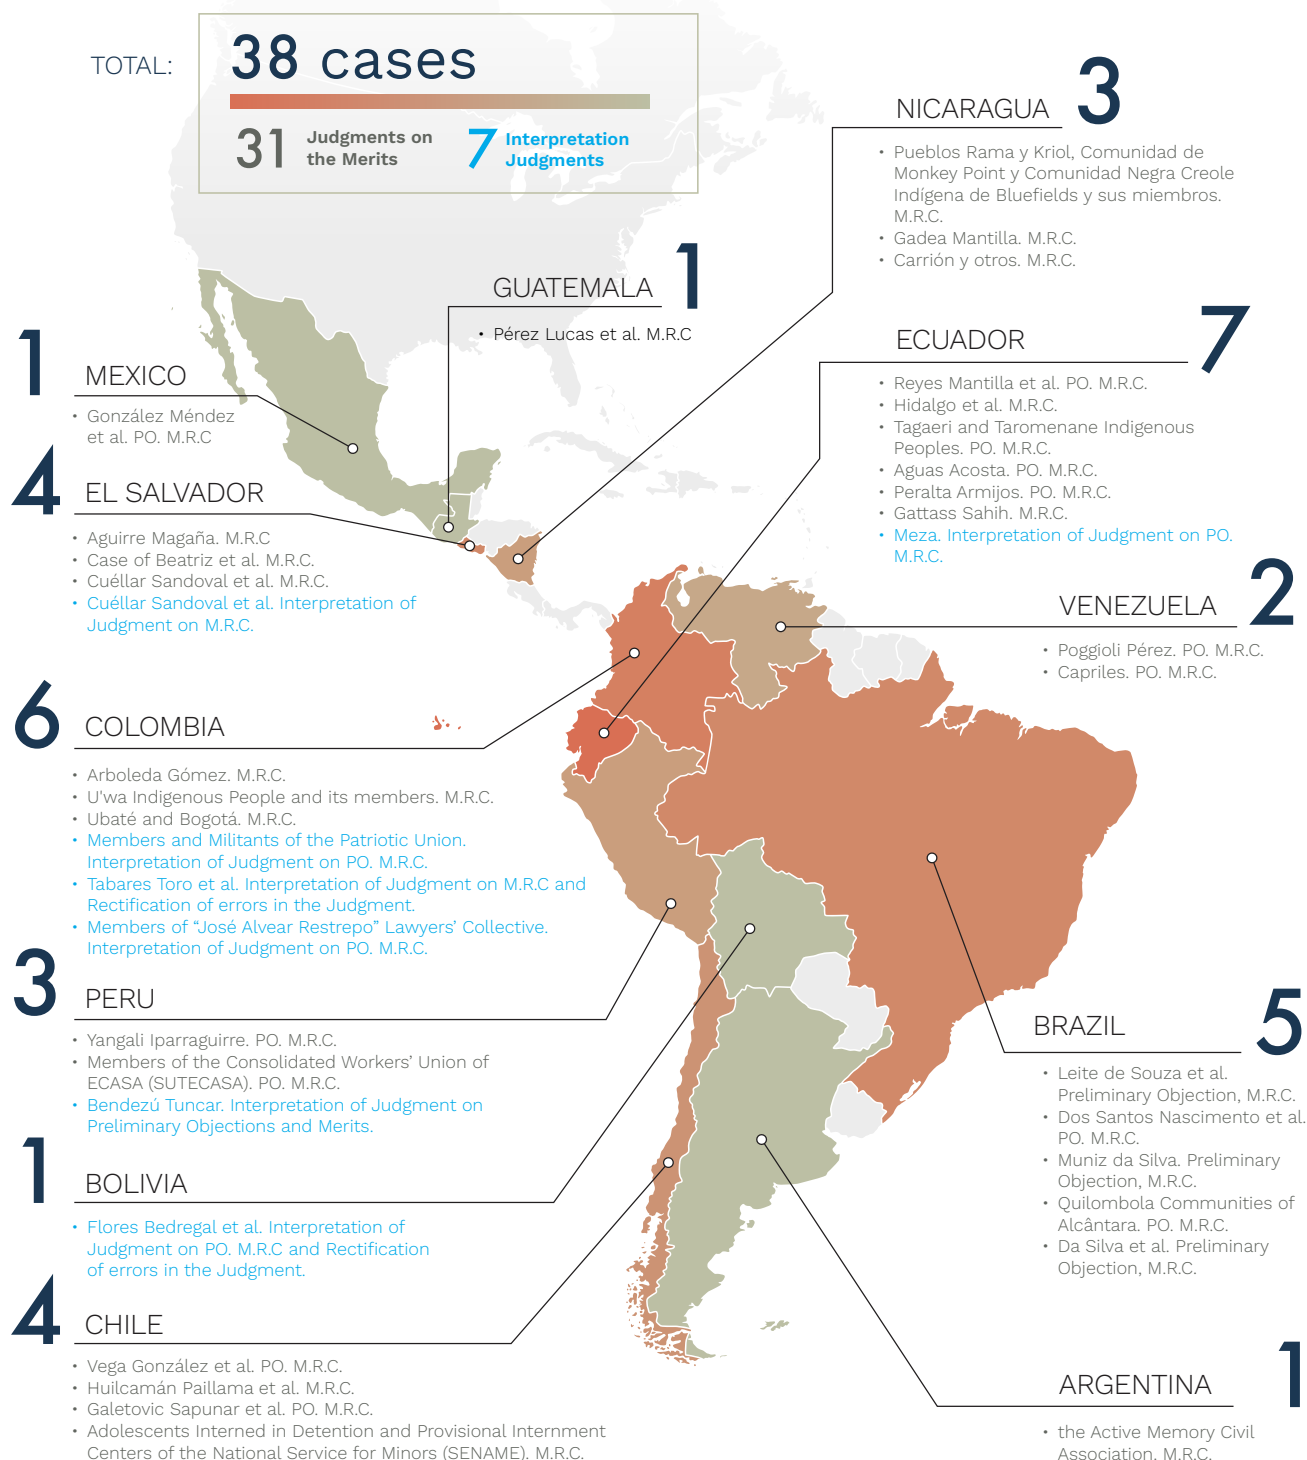 TOTAL:
38 cases
31 Judgments on
the Merits
7 Interpretation
Judgments
NICARAGUA 3
• Pueblos Rama y Kriol, Comunidad de
Monkey Point y Comunidad Negra Creole
Indígena de Bluefields y sus miembros.
M.R.C.
• Gadea Mantilla. M.R.C.
• Carrión y otros. M.R.C.
GUATEMALA 1
• Pérez Lucas et al. M.R.C
ECUADOR 7
• Reyes Mantilla et al. PO. M.R.C.
• Hidalgo et al. M.R.C.
• Tagaeri and Taromenane Indigenous
Peoples. PO. M.R.C.
• Aguas Acosta. PO. M.R.C.
• Peralta Armijos. PO. M.R.C.
• Gattass Sahih. M.R.C.
• Meza. Interpretation of Judgment on PO.
M.R.C.
1 MEXICO
• González Méndez
et al. PO. M.R.C
4 EL SALVADOR
• Aguirre Magaña. M.R.C
• Case of Beatriz et al. M.R.C.
• Cuéllar Sandoval et al. M.R.C.
• Cuéllar Sandoval et al. Interpretation of
Judgment on M.R.C.
VENEZUELA 2
• Poggioli Pérez. PO. M.R.C.
• Capriles. PO. M.R.C.
6 COLOMBIA
• Arboleda Gómez. M.R.C.
• U'wa Indigenous People and its members. M.R.C.
• Ubaté and Bogotá. M.R.C.
• Members and Militants of the Patriotic Union.
Interpretation of Judgment on PO. M.R.C.
• Tabares Toro et al. Interpretation of Judgment on M.R.C and
Rectification of errors in the Judgment.
• Members of “José Alvear Restrepo” Lawyers’ Collective.
Interpretation of Judgment on PO. M.R.C.
3 PERU
• Yangali Iparraguirre. PO. M.R.C.
• Members of the Consolidated Workers’ Union of
ECASA (SUTECASA). PO. M.R.C.
• Bendezú Tuncar. Interpretation of Judgment on
Preliminary Objections and Merits.
BRAZIL 5
• Leite de Souza et al.
Preliminary Objection, M.R.C.
• Dos Santos Nascimento et al.
PO. M.R.C.
• Muniz da Silva. Preliminary
Objection, M.R.C.
• Quilombola Communities of
Alcântara. PO. M.R.C.
• Da Silva et al. Preliminary
Objection, M.R.C.
1 BOLIVIA
• Flores Bedregal et al. Interpretation of
Judgment on PO. M.R.C and Rectification
of errors in the Judgment.
4 CHILE
• Vega González et al. PO. M.R.C.
• Huilcamán Paillama et al. M.R.C.
• Galetovic Sapunar et al. PO. M.R.C.
• Adolescents Interned in Detention and Provisional Internment
Centers of the National Service for Minors (SENAME). M.R.C.
ARGENTINA 1
• the Active Memory Civil
Association. M.R.C.